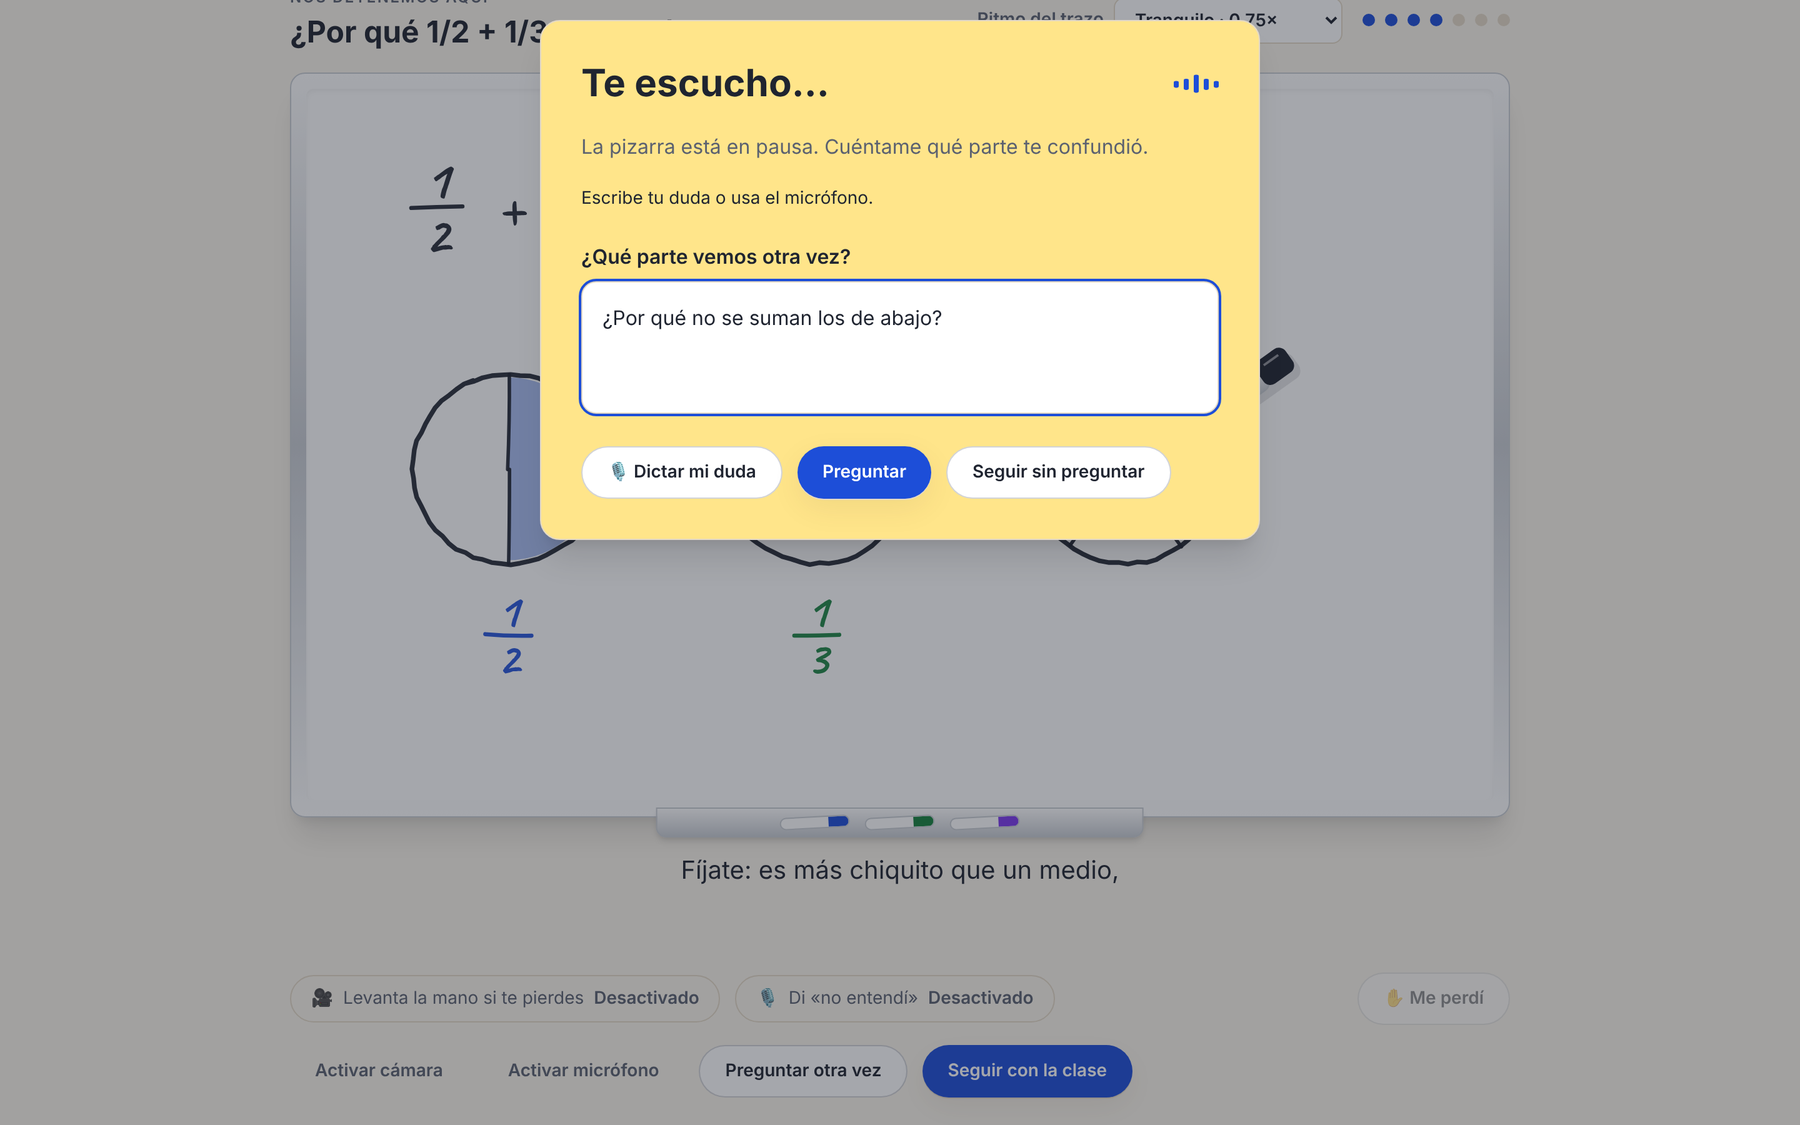 ¿Por qué 1/2 + 1/3
Ritmo del trazo
Tranquilo · 0.75×
Te escucho...
La pizarra está en pausa. Cuéntame qué parte te confundió.
Escribe tu duda o usa el micrófono.
¿Qué parte vemos otra vez?
¿Por qué no se suman los de abajo?
Dictar mi duda
Preguntar
Seguir sin preguntar
1
2
+
1
2
1
3
Fíjate: es más chiquito que un medio,
Levanta la mano si te pierdes Desactivado
Di «no entendí» Desactivado
Me perdí
Activar cámara
Activar micrófono
Preguntar otra vez
Seguir con la clase